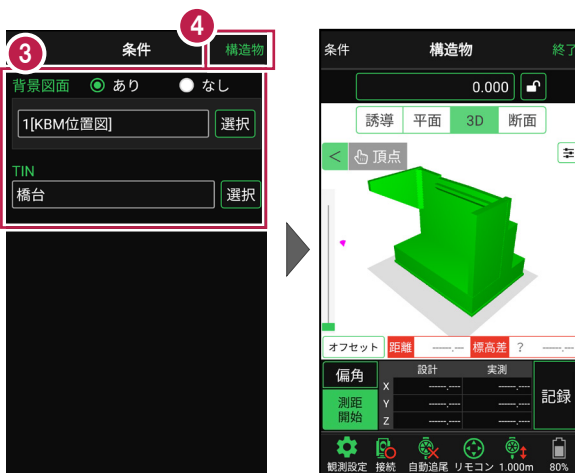 3
4
条件
構造物
背景図面
あり
なし
1[KBM位置図]
選択
TIN
橋台
選択
条件
構造物
終了
0.000
誘導
平面
3D
断面
<
頂点
オフセット
距離
-----.---
標高差
?
-----.---
偏角
設計
実測
X
-----.---
-----.---
測距
開始
Y
-----.---
-----.---
Z
-----.---
-----.---
記録
観測設定
接続
自動追尾
リモコン
1.000m
80%